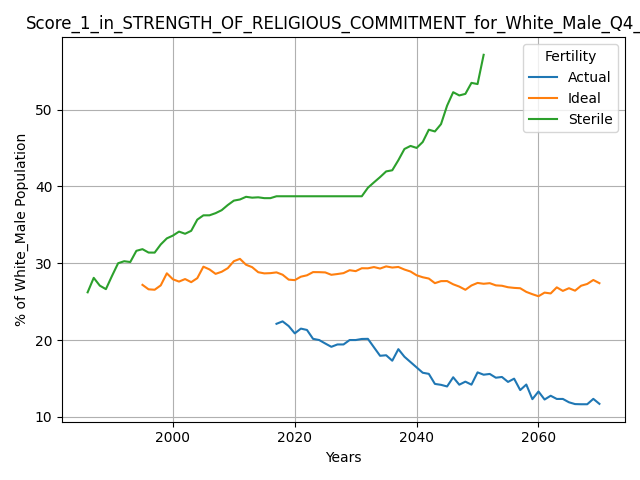 Score_1_in_STRENGTH_OF_RELIGIOUS_COMMITMENT_for_White_Male_Q4_
Fertility
Actual
Ideal
Sterile
% of White_Male Population
50
40
30
20
10
2000 2020 2040 2060
Years